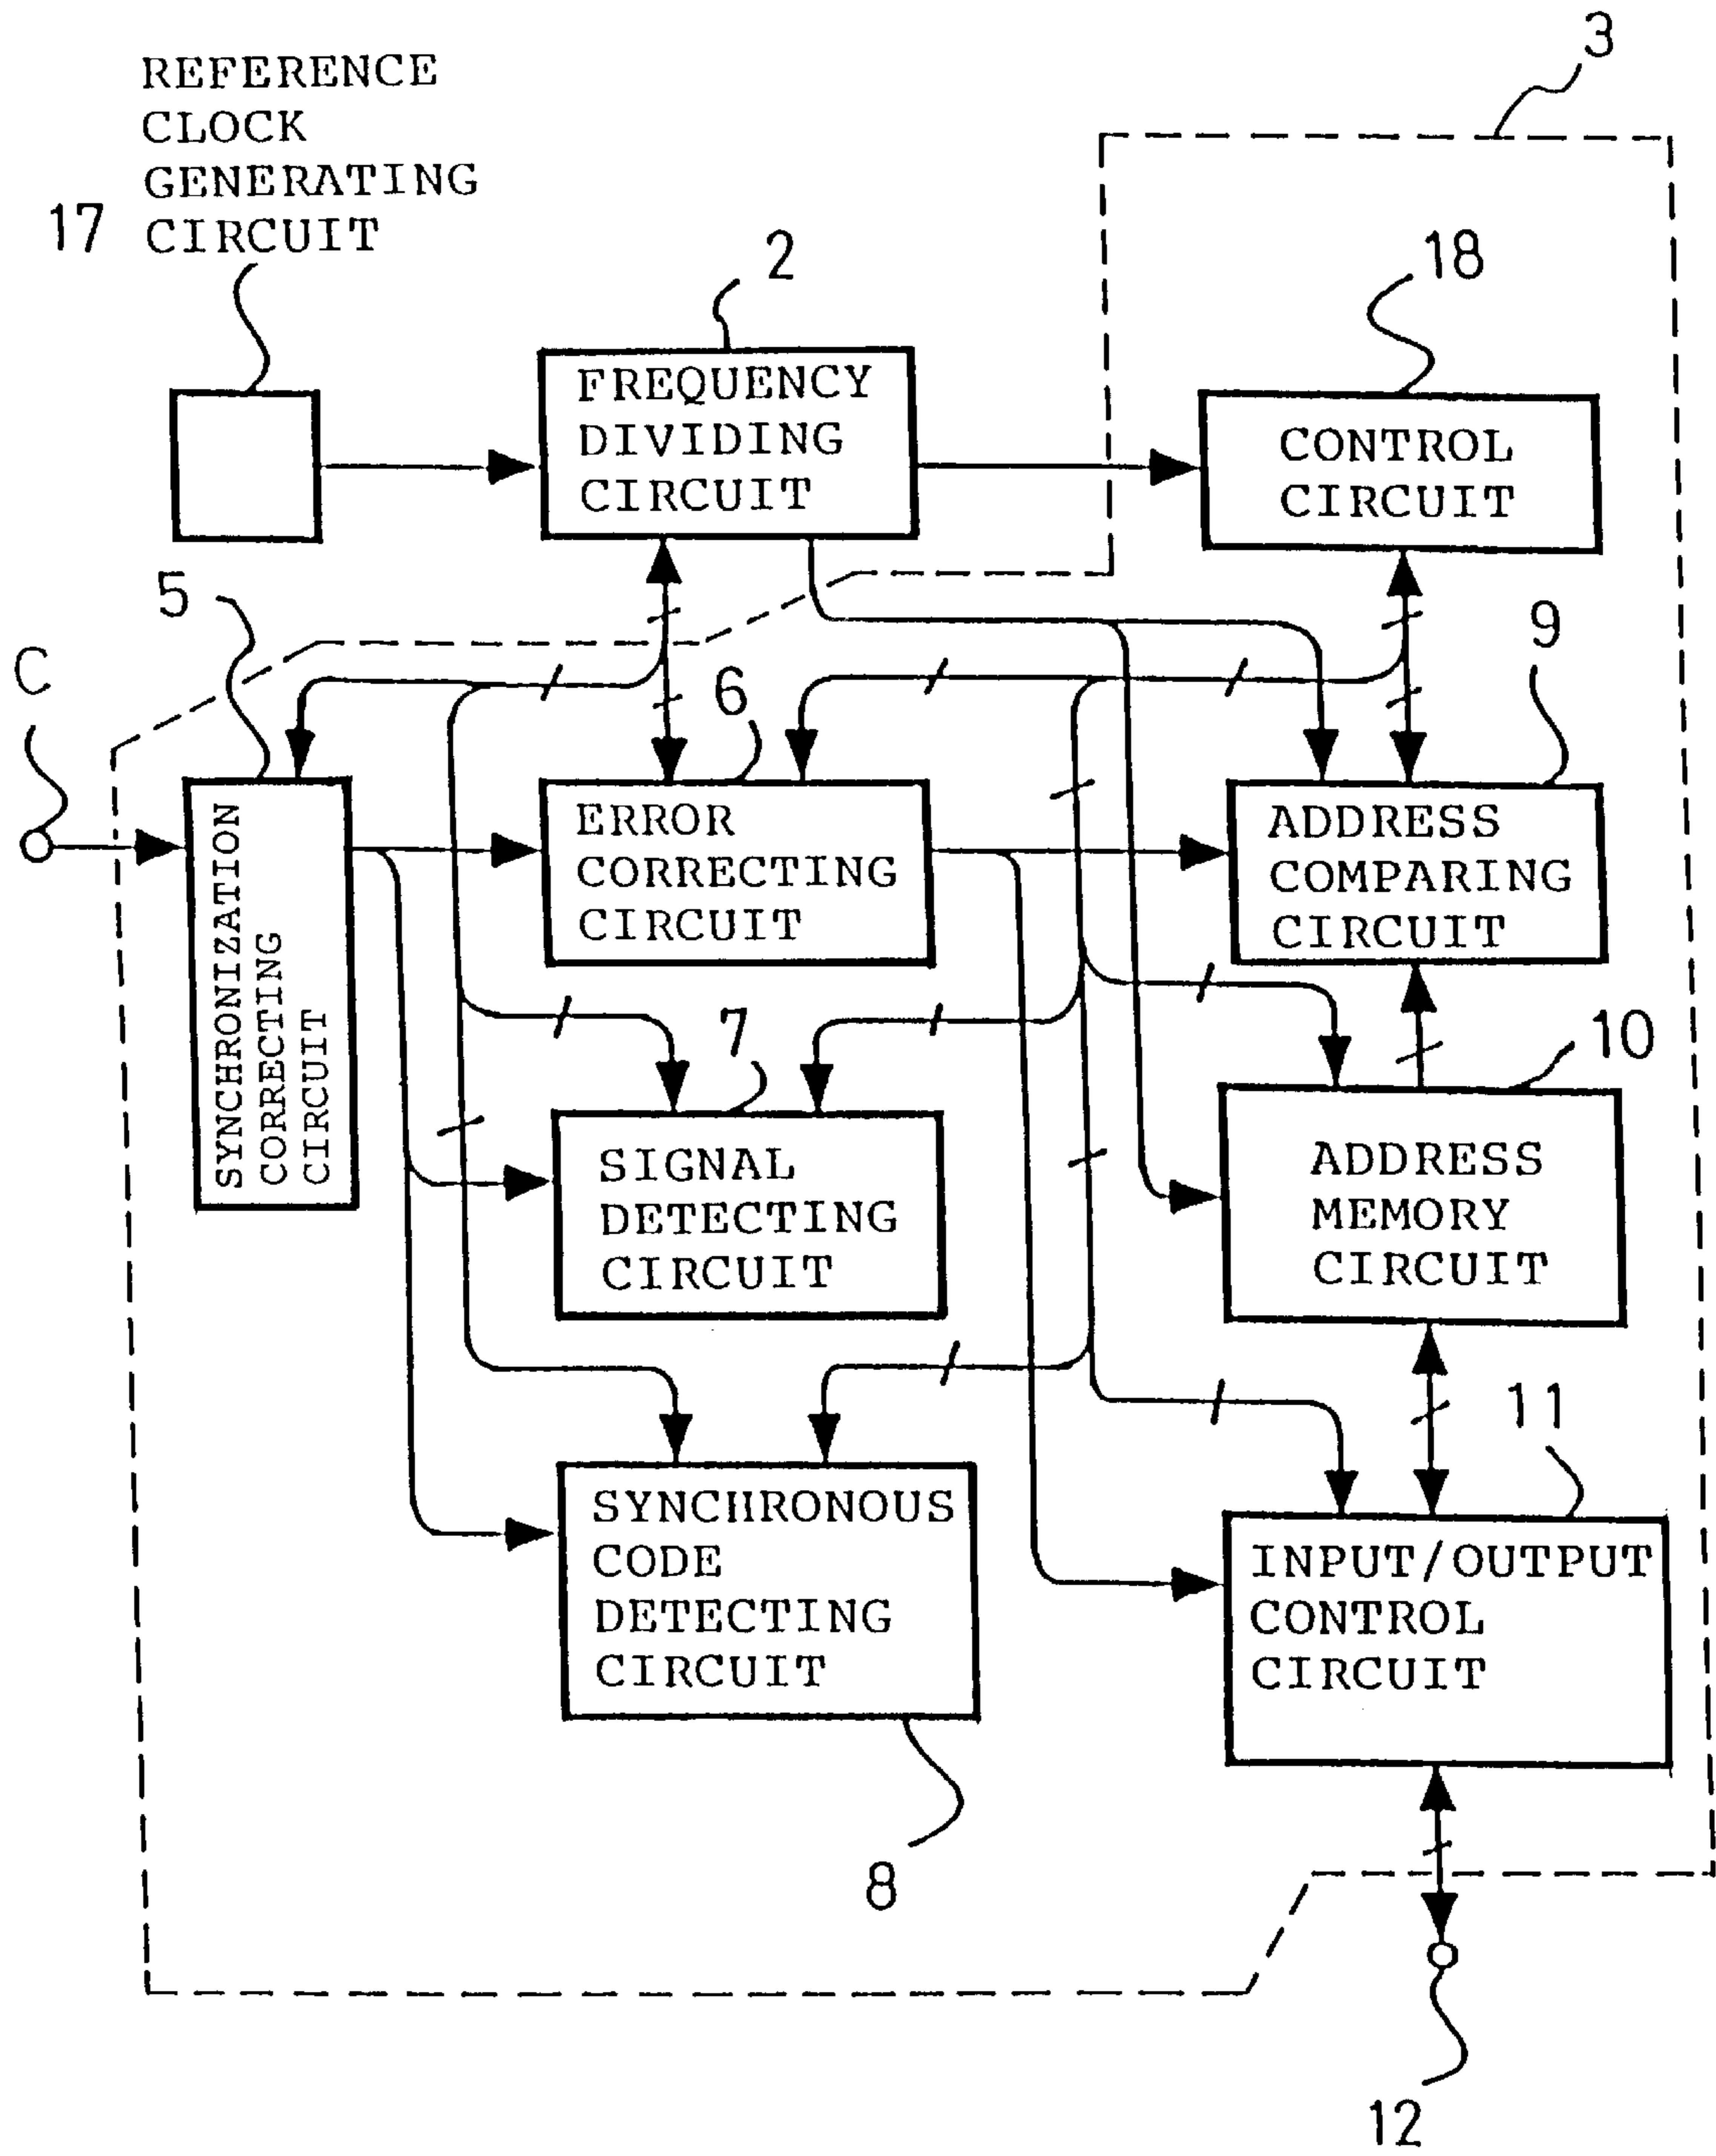 3
REFERENCE
CLOCK
GENERATING
17 CIRCUIT
2
18
FREQUENCY
DIVIDING
CIRCUIT
CONTROL
CIRCUIT
5
C
6
9
SYNCHRONIZATION
CORRECTING
CIRCUIT
ERROR
CORRECTING
CIRCUIT
ADDRESS
COMPARING
CIRCUIT
7
10
SIGNAL
DETECTING
CIRCUIT
ADDRESS
MEMORY
CIRCUIT
11
SYNCHRONOUS
CODE
DETECTING
CIRCUIT
INPUT/OUTPUT
CONTROL
CIRCUIT
8
12